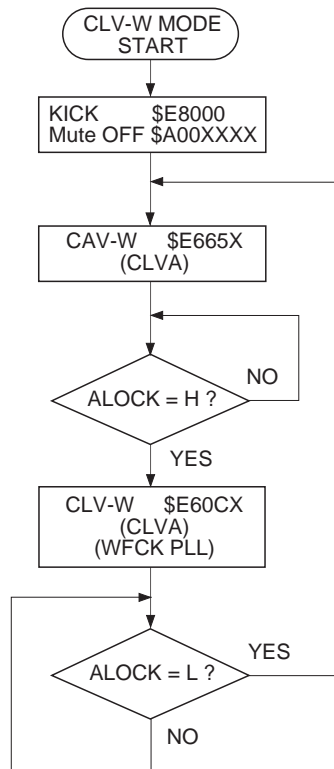 CLV-W MODE
START
KICK $E8000
Mute OFF $A00XXXX
CAV-W $E665X
(CLVA)
NO
ALOCK = H ?
YES
CLV-W $E60CX
(CLVA)
(WFCK PLL)
YES
ALOCK = L ?
NO